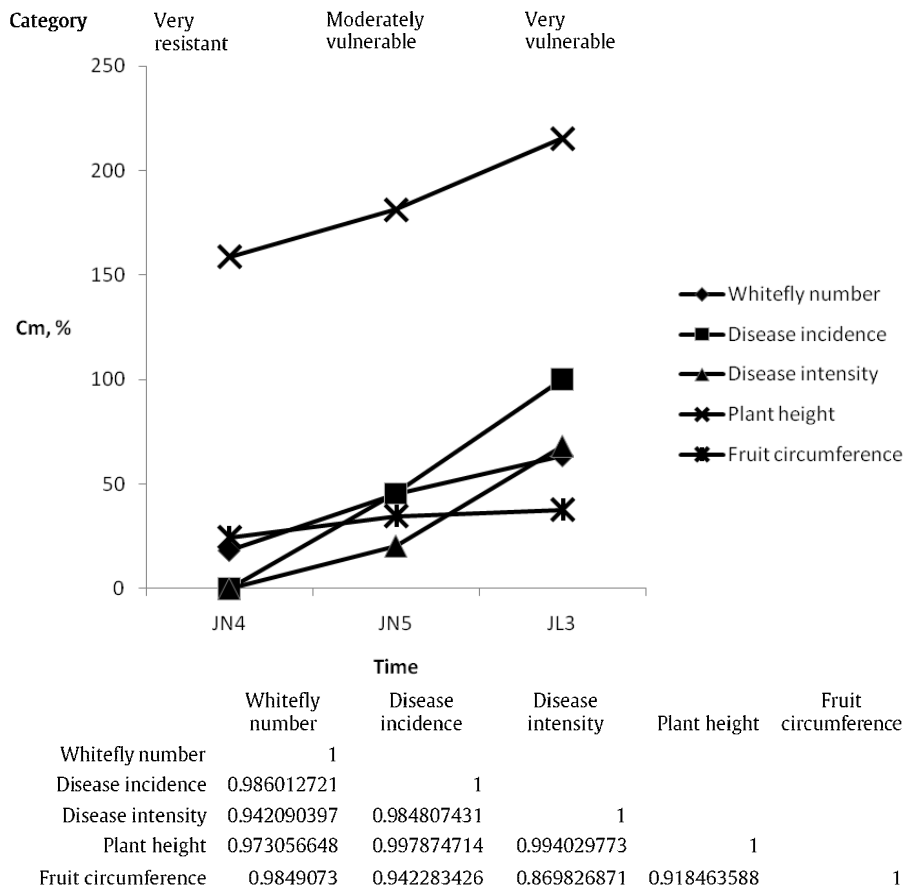 Category
Very
resistant
Moderately
vulnerable
Very
vulnerable
250
200
150
100
50
0
Cm, %
JN4 JN5 JL3
Time
Whitefly number
Disease incidence
Disease intensity
Plant height
Fruit circumference
Whitefly
number
Disease
incidence
Disease
intensity
Plant height
Fruit
circumference
Whitefly number 1
Disease incidence 0.986012721 1
Disease intensity 0.942090397 0.984807431 1
Plant height 0.973056648 0.997874714 0.994029773 1
Fruit circumference 0.9849073 0.942283426 0.869826871 0.918463588 1